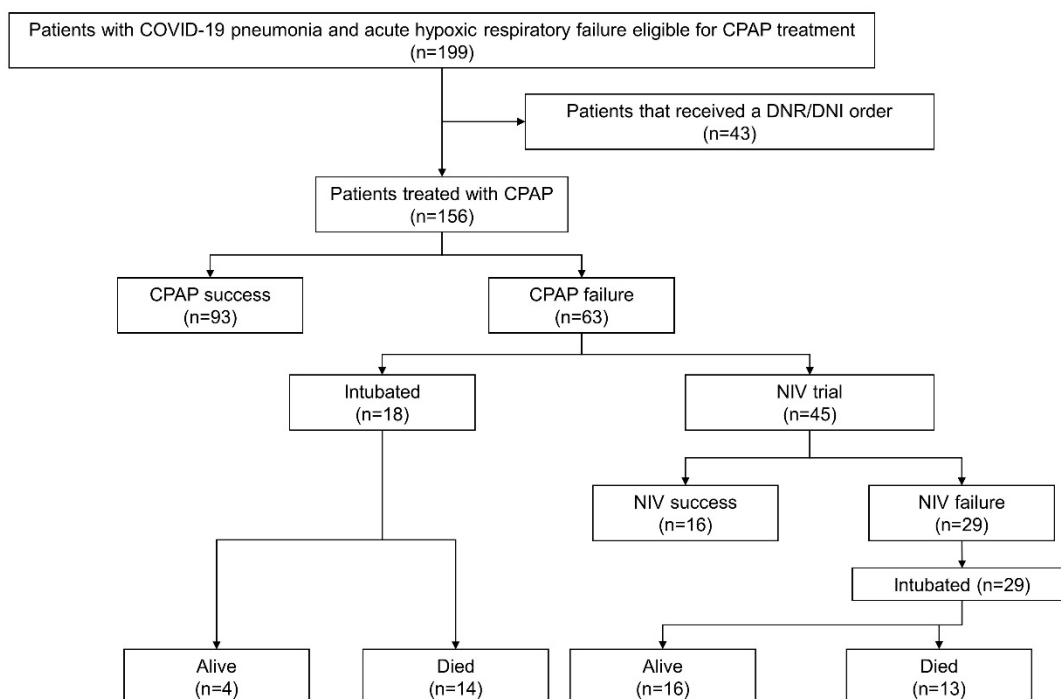 Patients with COVID-19 pneumonia and acute hypoxic respiratory failure eligible for CPAP treatment
(n=199)
Patients that received a DNR/DNI order
(n=43)
Patients treated with CPAP
(n=156)
CPAP success
(n=93)
CPAP failure
(n=63)
Intubated
(n=18)
NIV trial
(n=45)
NIV success
(n=16)
NIV failure
(n=29)
Intubated (n=29)
Alive
(n=4)
Died
(n=14)
Alive
(n=16)
Died
(n=13)